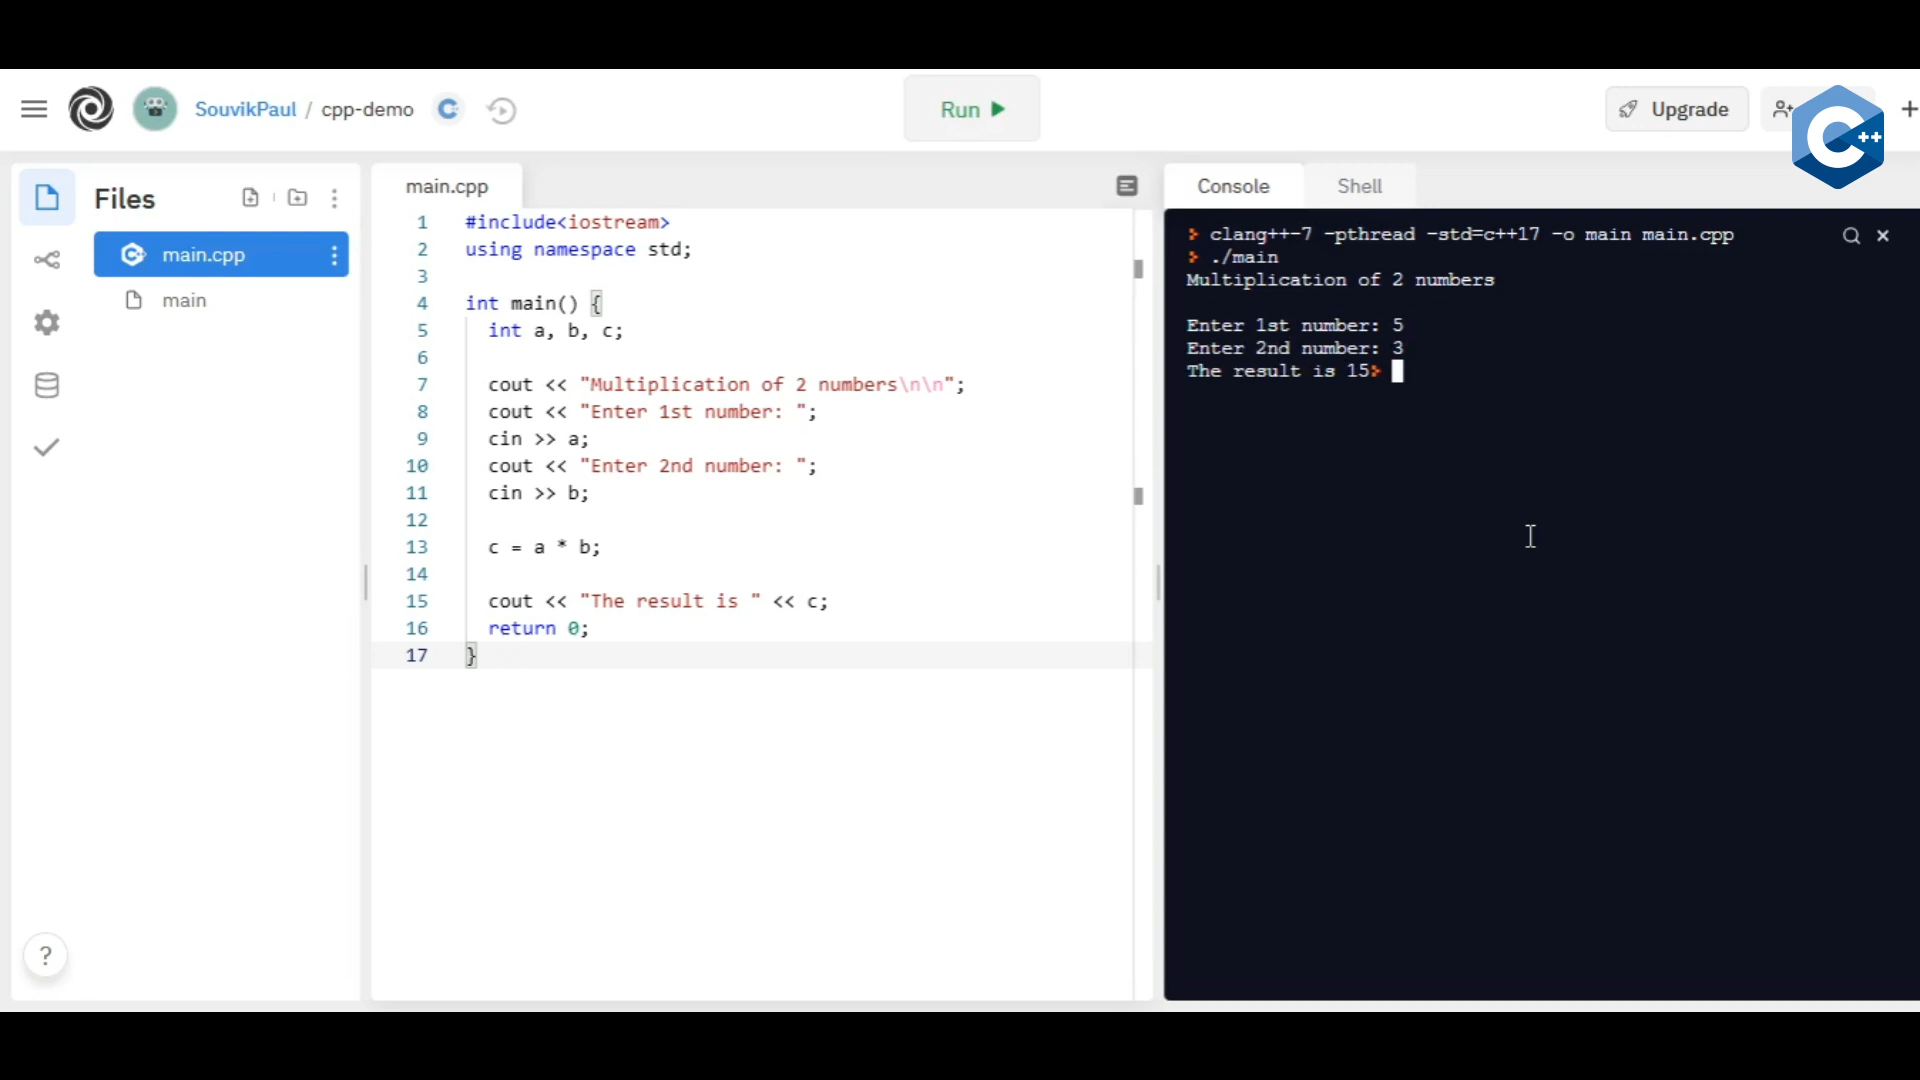 SouvikPaul / cpp-demo
Run
Upgrade
C++
Files
main.cpp
main
main.cpp
1 #include<iostream>
2 using namespace std;
3
4 int main() {
5 int a, b, c;
6
7 cout << "Multiplication of 2 numbers\n\n";
8 cout << "Enter 1st number: ";
9 cin >> a;
10 cout << "Enter 2nd number: ";
11 cin >> b;
12
13 c = a * b;
14
15 cout << "The result is " << c;
16 return 0;
17 }
Console Shell
> clang++-7 -pthread -std=c++17 -o main main.cpp
> ./main
Multiplication of 2 numbers
Enter 1st number: 5
Enter 2nd number: 3
The result is 15>
?